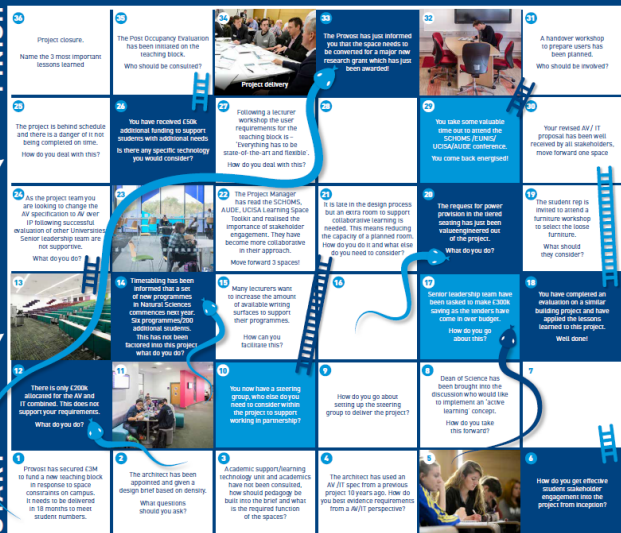 36
Project closure.
Name the 3 most important
lessons learned
35
The Post Occupancy Evaluation
has been initiated on the
teaching block.
Who should be consulted?
34
Project delivery
33
The Provost has just informed
you that the space needs to
be converted for a major new
research grant which has just
been awarded!
32
31
A handover workshop
to prepare users has
been planned.
Who should be involved?
25
The project is behind schedule
and there is a danger of it not
being completed on time.
How do you deal with this?
26
You have received £50k
additional funding to support
students with additional needs
Is there any specific technology
you would consider?
27
Following a lecturer
workshop the user
requirements for the
teaching block is –
'Everything has to be
state-of-the-art and flexible'.
How do you deal with this?
28
29
You take some valuable
time out to attend the
SCHOMS /EUNIS/
UCISA/AUDE conference.
You come back energised!
30
Your revised AV/ IT
proposal has been well
received by all stakeholders,
move forward one space
24
As the project team you
are looking to change the
AV specification to AV over
IP following successful
evaluation of other Universities
Senior leadership team are
not supportive.
What do you do?
23
22
The Project Manager
has read the SCHOMS,
AUDE, UCISA Learning Space
Toolkit and realised the
importance of stakeholder
engagement. They have
become more collaborative
in their approach.
Move forward 3 spaces!
21
It is late in the design process
but an extra room to support
collaborative learning is
needed. This means reducing
the capacity of a planned room.
How do you do it and what else
do you need to consider?
20
The request for power
provision in the tiered
seating has just been
valueengineered out
of the project.
What do you do?
19
The student rep is
invited to attend a
furniture workshop
to select the loose
furniture.
What should
they consider?
13
14
Timetabling has been
informed that a set
of new programmes
in Natural Sciences
commences next year.
Six programmes/200
additional students.
This has not been
factored into this project
what do you do?
15
Many lecturers want
to increase the amount
of available writing
surfaces to support
their programmes.
How can you
facilitate this?
16
17
Senior leadership team have
been tasked to make £300k
saving as the tenders have
come in over budget.
How do you go
about this?
18
You have completed an
evaluation on a similar
building project and have
applied the lessons
learned to this project.
Well done!
12
There is only £200k
allocated for the AV and
IT combined. This does not
support your requirements.
What do you do?
11
10
You now have a steering
group, who else do you
need to consider within
the project to support
working in partnership?
9
How do you go about
setting up the steering
group to deliver the project?
8
Dean of Science has
been brought into the
discussion who would like
to implement an 'active
learning' concept.
How do you take
this forward?
7
START
1
Provost has secured £3M
to fund a new teaching block
in response to space
constraints on campus.
It needs to be delivered
in 18 months to meet
student numbers.
2
The architect has been
appointed and given a
design brief based on density.
What questions
should you ask?
3
Academic support/learning
technology unit and academics
have not been consulted,
how should pedagogy be
built into the brief and what
is the required function
of the spaces?
4
The architect has used an
AV /IT spec from a previous
project 10 years ago. How do
you best evidence requirements
from a AV/IT perspective?
5
6
How do you get effective
student stakeholder
engagement into the
project from inception?